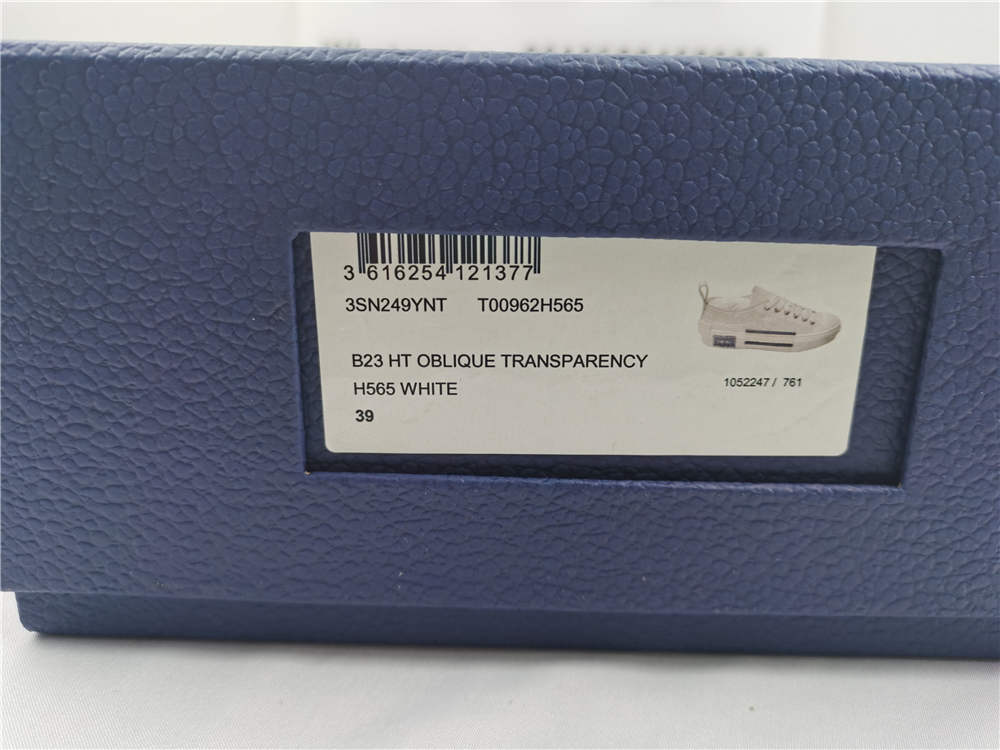 3 616254 121377
3SN249YNT T00962H565
B23 HT OBLIQUE TRANSPARENCY
H565 WHITE
39
1052247 / 761